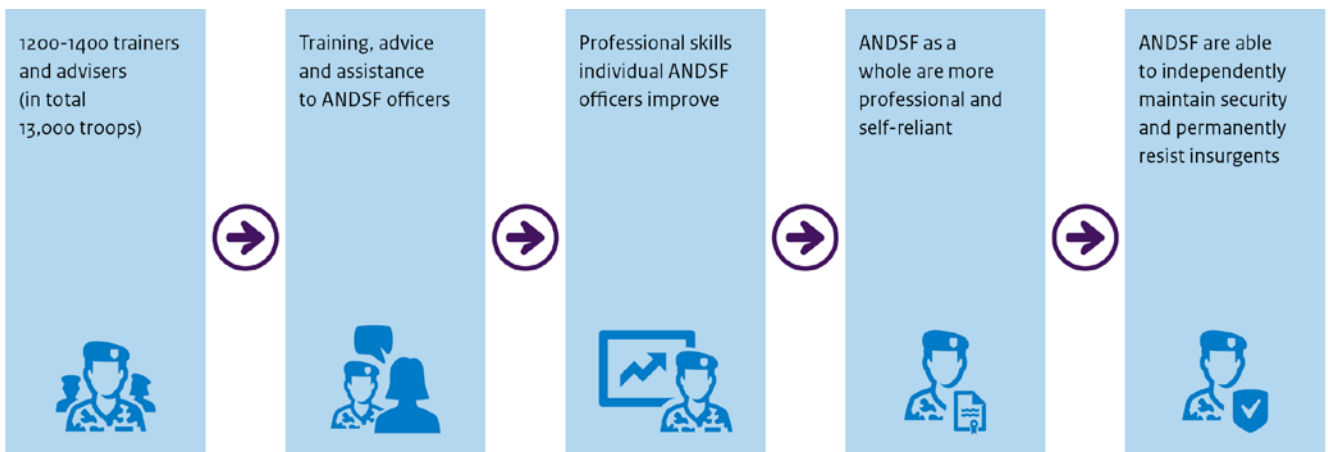 1200-1400 trainers
and advisers
(in total
13,000 troops)
Training, advice
and assistance
to ANDSF officers
Professional skills
individual ANDSF
officers improve
ANDSF as a
whole are more
professional and
self-reliant
ANDSF are able
to independently
maintain security
and permanently
resist insurgents